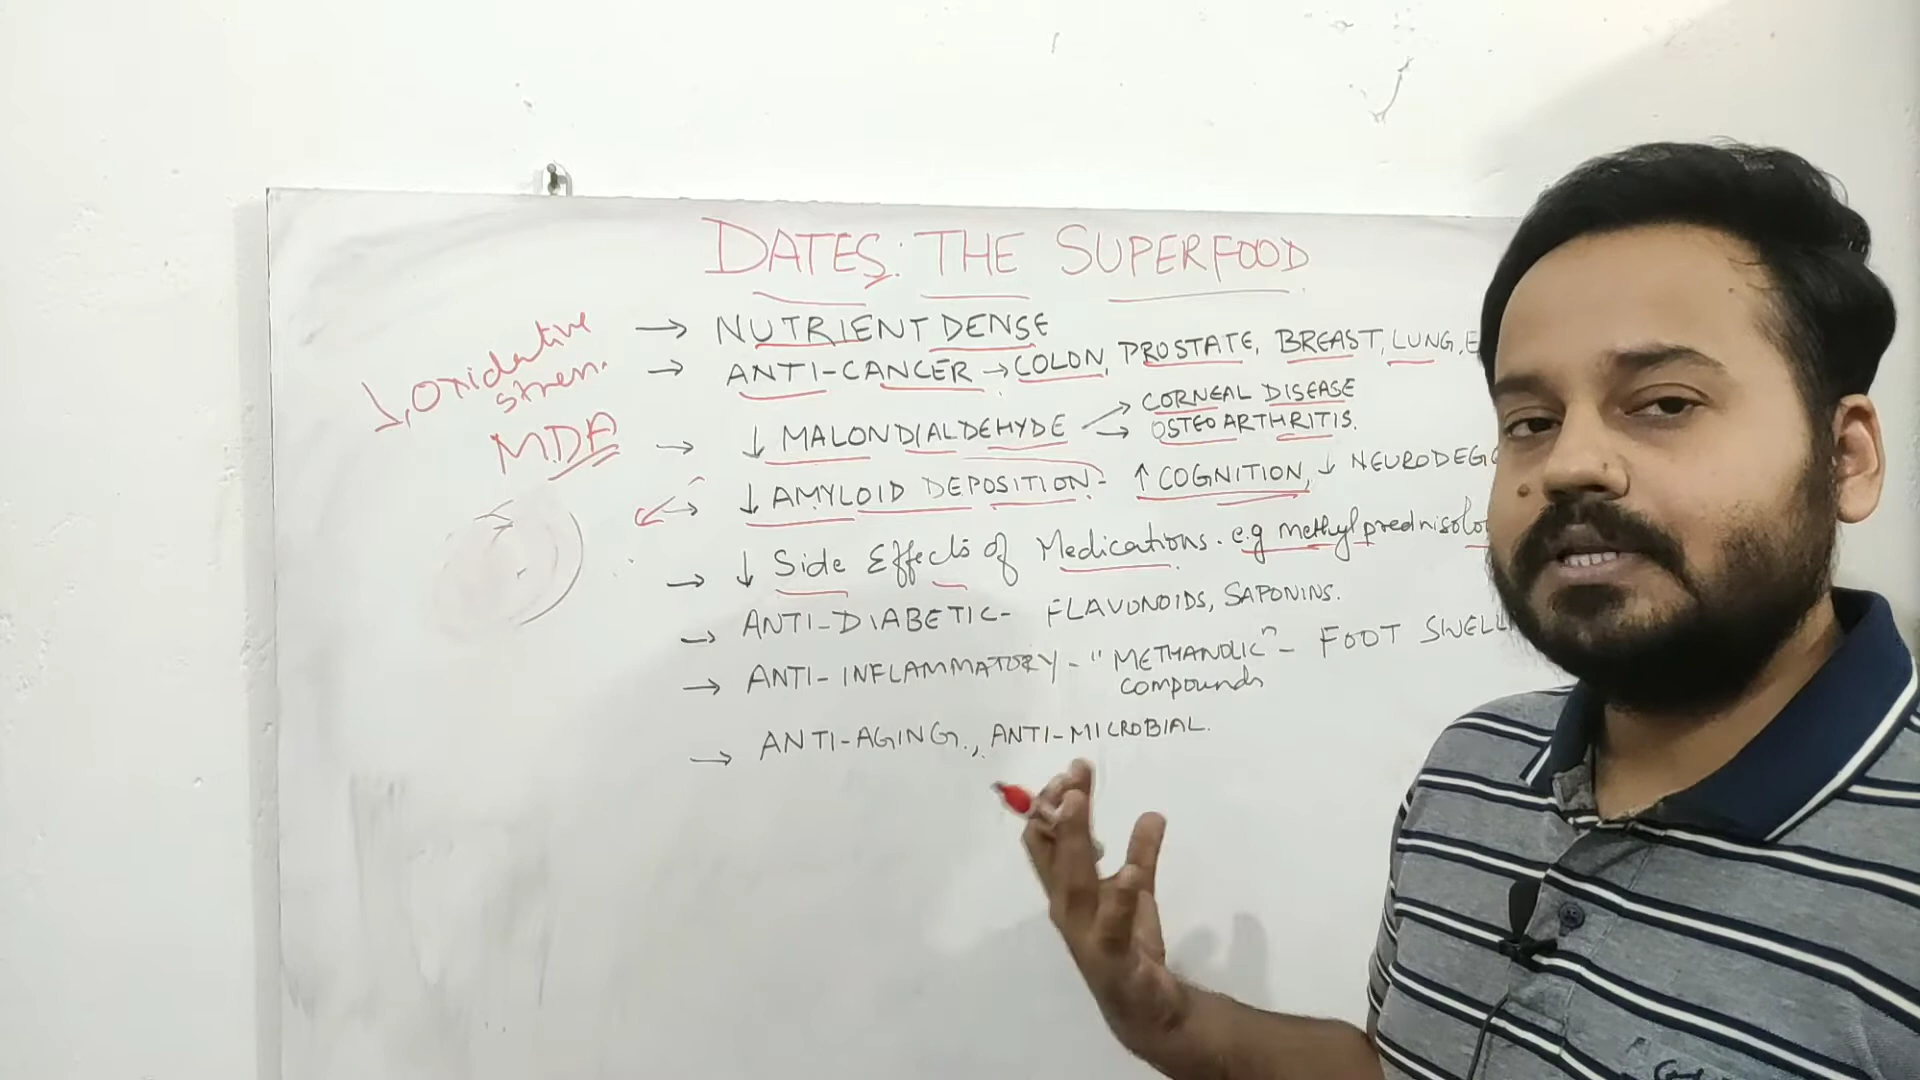 DATES: THE SUPERFOOD
↓ oxidative
stress.
MDA
→ NUTRIENT DENSE
→ ANTI-CANCER → COLON, PROSTATE, BREAST, LUNG, E
→ ↓ MALONDIALDEHYDE → CORNEAL DISEASE
→ OSTEOARTHRITIS.
→ ↓ AMYLOID DEPOSITION - ↑ COGNITION, ↓ NEURODEG
→ ↓ Side Effects of Medications. e.g methylprednisolo
→ ANTI-DIABETIC - FLAVONOIDS, SAPONINS.
→ ANTI-INFLAMMATORY - "METHANOLIC" - FOOT SWELL
compounds
→ ANTI-AGING., ANTI-MICROBIAL.